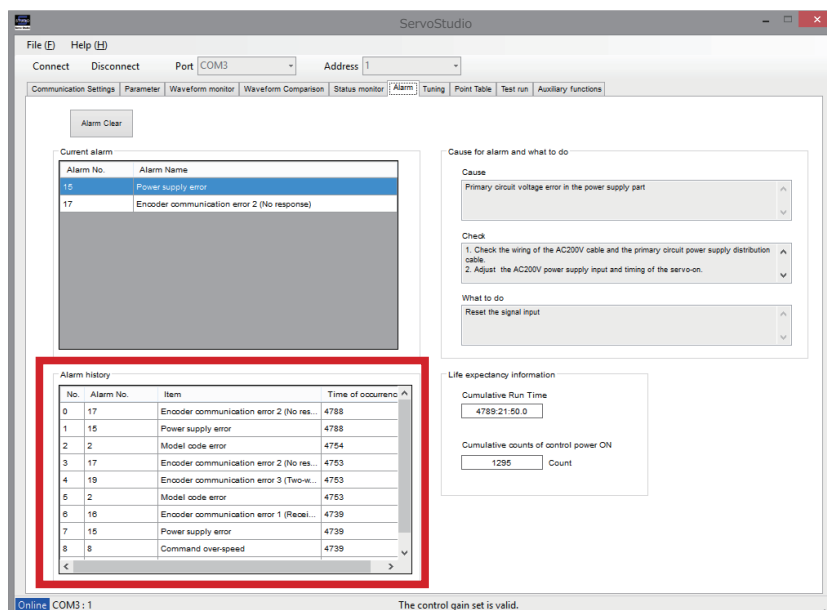 ServoStudio
File (F) Help (H)
Connect Disconnect Port COM3 Address 1
Communication Settings Parameter Waveform monitor Waveform Comparison Status monitor Alarm Tuning Point Table Test run Auxiliary functions
Alarm Clear
Current alarm
Alarm No. Alarm Name
15 Power supply error
17 Encoder communication error 2 (No response)
Cause for alarm and what to do
Cause
Primary circuit voltage error in the power supply part
Check
1. Check the wiring of the AC200V cable and the primary circuit power supply distribution
cable.
2. Adjust the AC200V power supply input and timing of the servo-on.
What to do
Reset the signal input
Alarm history
No. Alarm No. Item Time of occurrenc
0 17 Encoder communication error 2 (No res... 4788
1 15 Power supply error 4788
2 2 Model code error 4754
3 17 Encoder communication error 2 (No res... 4753
4 19 Encoder communication error 3 (Two-w... 4753
5 2 Model code error 4753
6 16 Encoder communication error 1 (Recei... 4739
7 15 Power supply error 4739
8 8 Command over-speed 4739
Life expectancy information
Cumulative Run Time
4789:21:50.0
Cumulative counts of control power ON
1295 Count
Online COM3 : 1 The control gain set is valid.